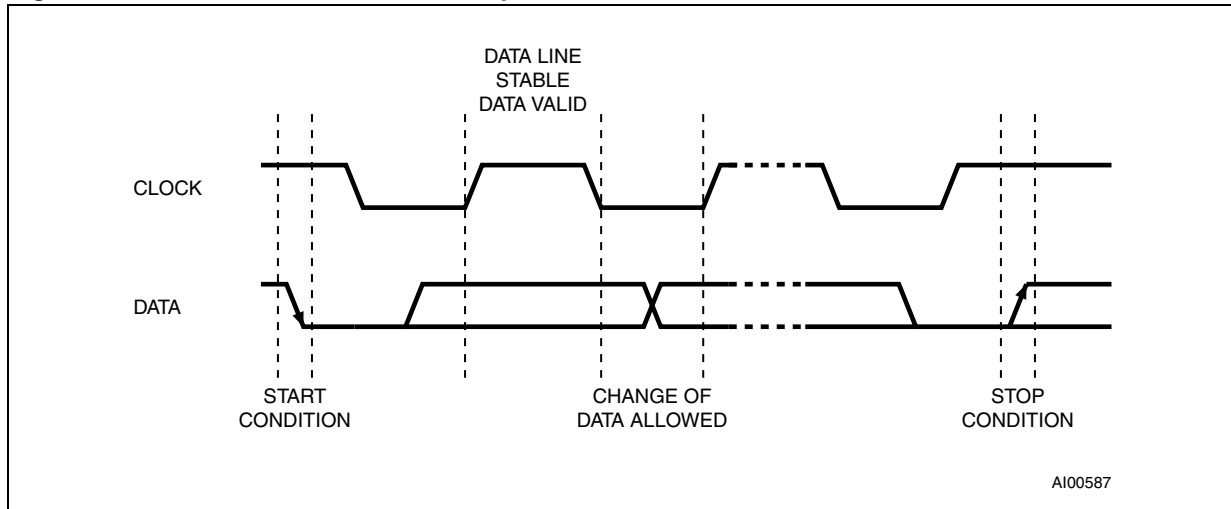 DATA LINE
STABLE
DATA VALID
CLOCK
DATA
START
CONDITION
CHANGE OF
DATA ALLOWED
STOP
CONDITION
AI00587